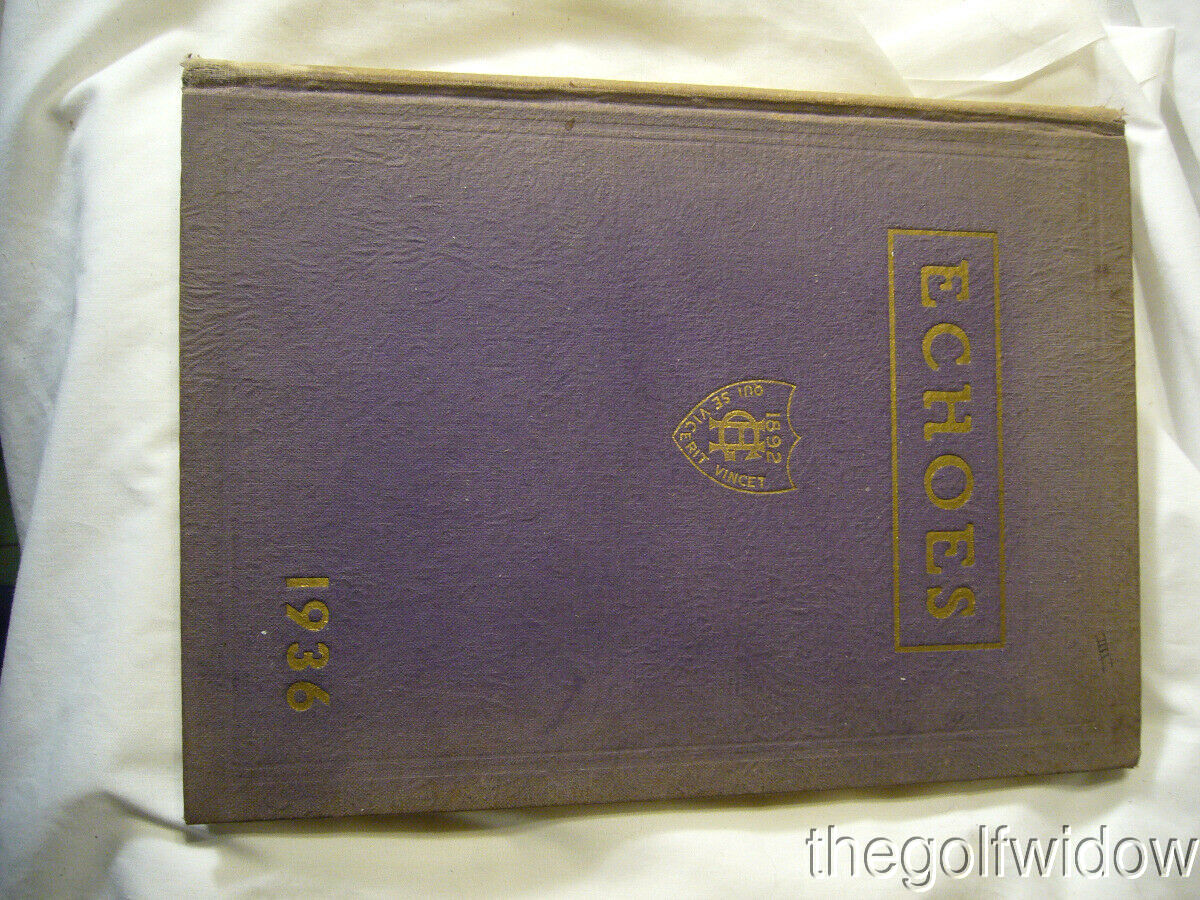 ECHOES
1892
QUI SE VICERIT VINCET
1936
thegolfwidow